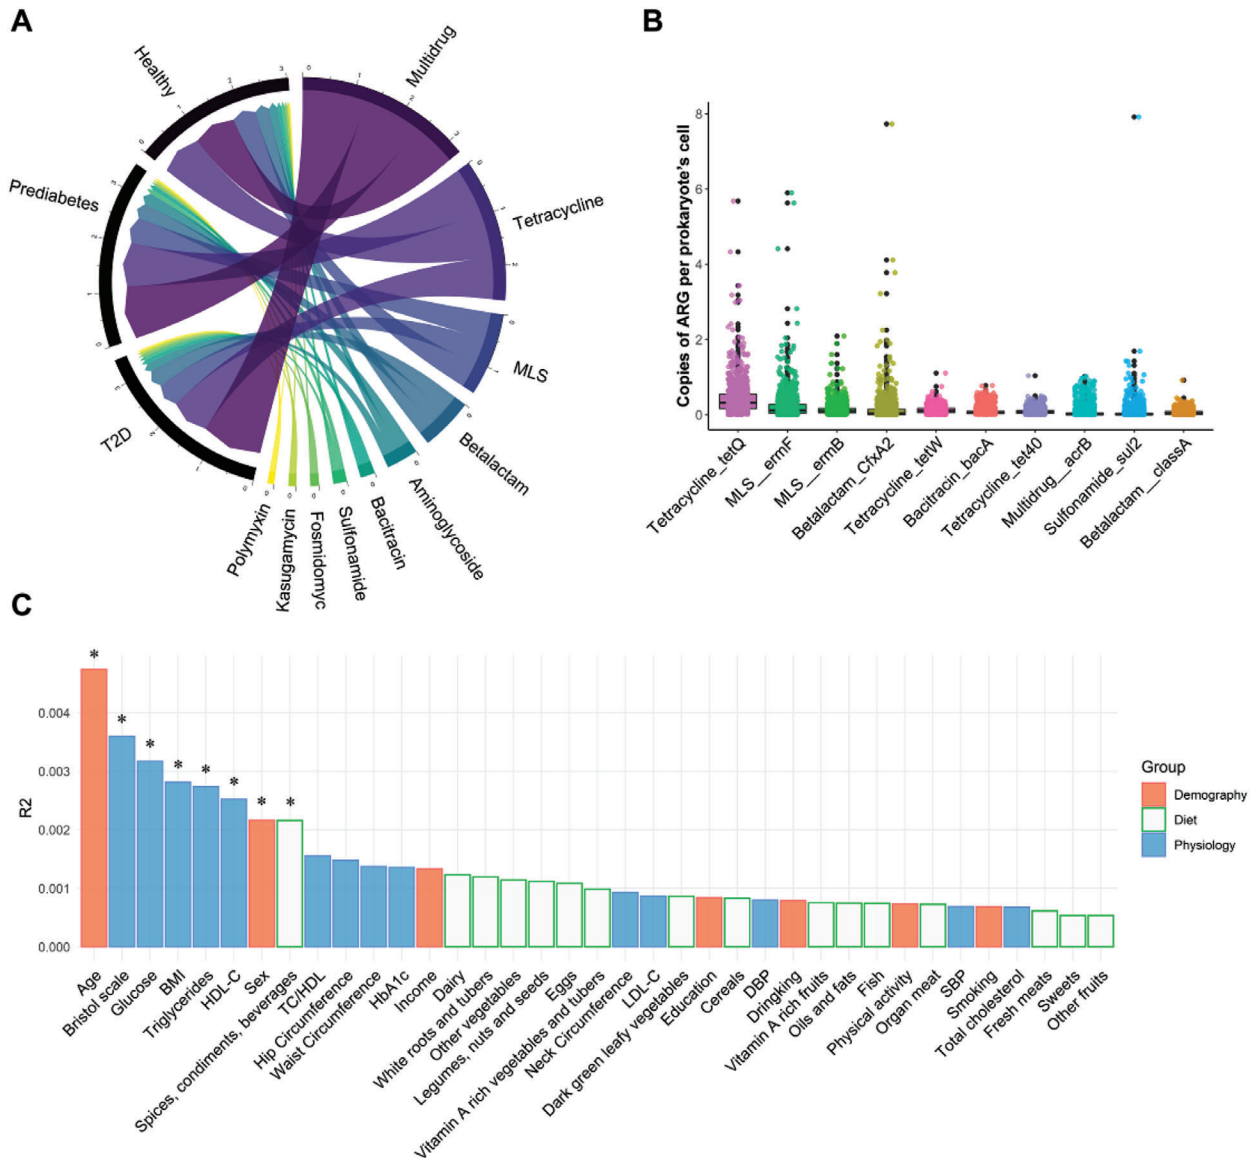 A
Healthy
Prediabetes
T2D
Multidrug
Tetracycline
MLS
Betalactam
Aminoglycoside
Bacitracin
Sulfonamide
Fosmidomyc
Kasugamycin
Polymyxin
B
Copies of ARG per prokaryote's cell
8
6
4
2
0
Tetracycline_tetQ
MLS__ermF
MLS__ermB
Betalactam_CfxA2
Tetracycline_tetW
Bacitracin_bacA
Tetracycline_tet40
Multidrug__acrB
Sulfonamide_sul2
Betalactam__classA
C
R2
0.004
0.003
0.002
0.001
0.000
* * * * * * * *
Age
Bristol scale
Glucose
BMI
Triglycerides
HDL-C
Sex
Spices, condiments, beverages
TC/HDL
Hip Circumference
Waist Circumference
HbA1c
Income
Dairy
White roots and tubers
Other vegetables
Legumes, nuts and seeds
Eggs
Vitamin A rich vegetables and tubers
Neck Circumference
LDL-C
Dark green leafy vegetables
Education
Cereals
DBP
Dringking
Vitamin A rich fruits
Oils and fats
Fish
Physical activity
Organ meat
SBP
Smoking
Total cholesterol
Fresh meats
Sweets
Other fruits
Group
Demography
Diet
Physiology